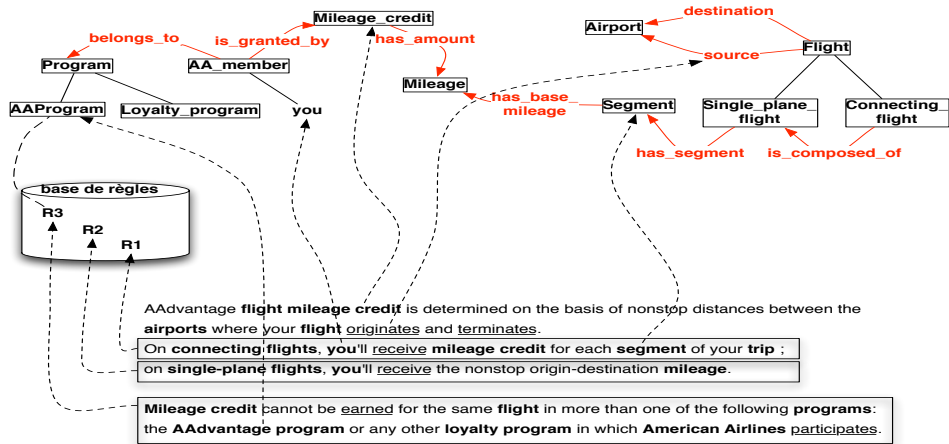 Mileage_credit
Airport
destination
belongs_to
is_granted_by
has_amount
source
Flight
Program
AA_member
Mileage
has_base_
mileage
Segment
Single_plane_
flight
Connecting_
flight
AAProgram
Loyalty_program
you
has_segment
is_composed_of
base de règles
R3
R2
R1
AAdvantage flight mileage credit is determined on the basis of nonstop distances between the
airports where your flight originates and terminates.
On connecting flights, you'll receive mileage credit for each segment of your trip ;
on single-plane flights, you'll receive the nonstop origin-destination mileage.
Mileage credit cannot be earned for the same flight in more than one of the following programs:
the AAdvantage program or any other loyalty program in which American Airlines participates.